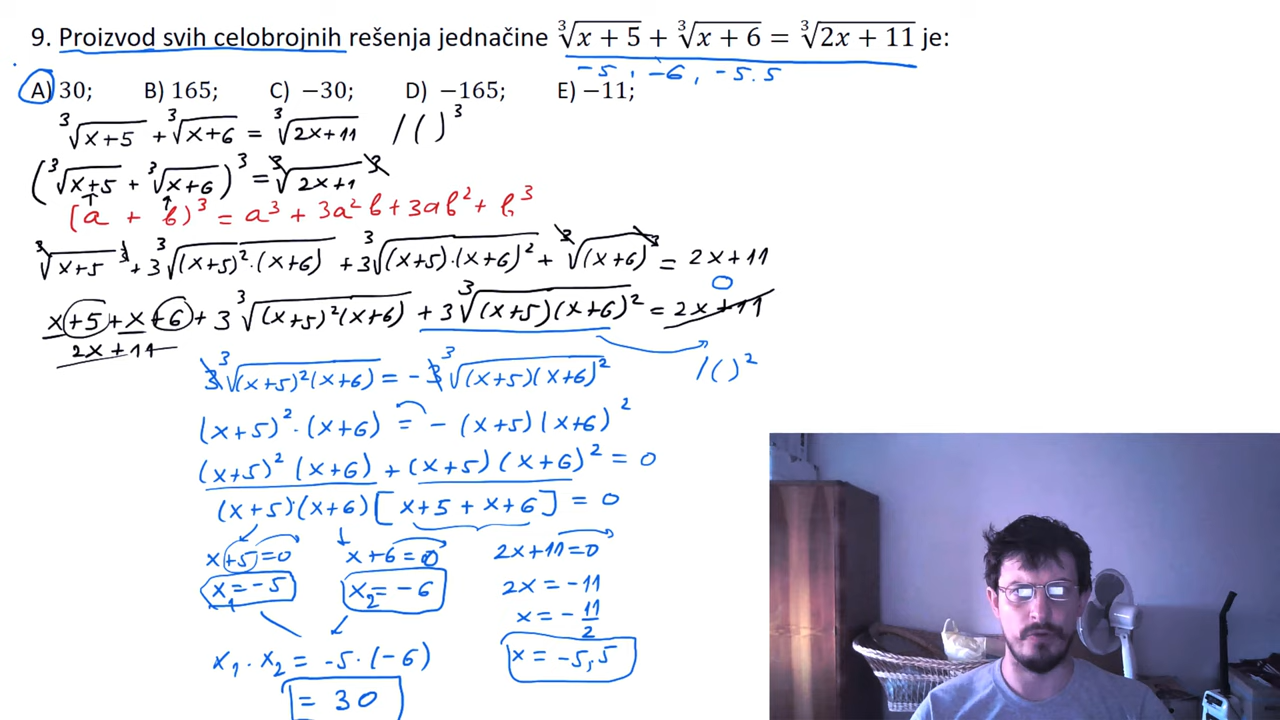 9. Proizvod svih celobrojnih rešenja jednačine ∛(x + 5) + ∛(x + 6) = ∛(2x + 11) je:
-5, -6, -5.5
A) 30; B) 165; C) −30; D) −165; E) −11;
∛(x+5) + ∛(x+6) = ∛(2x+11) /( )³
(∛(x+5) + ∛(x+6))³ = ∛(2x+1)³
(a + b)³ = a³ + 3a²b + 3ab² + b³
∛(x+5)³ + 3∛((x+5)²·(x+6)) + 3∛((x+5)·(x+6)²) + ∛(x+6)³ = 2x+11
0
x+5+x+6 + 3∛((x+5)²(x+6)) + 3∛((x+5)(x+6)²) = 2x+11
2x+11
3∛((x+5)²(x+6)) = -3∛((x+5)(x+6)²) /( )²
(x+5)²·(x+6) = -(x+5)(x+6)²
(x+5)²(x+6) + (x+5)(x+6)² = 0
(x+5)·(x+6)[x+5+x+6] = 0
x+5=0 x+6=0 2x+11=0
x₁=-5 x₂=-6 2x=-11
x=-11/2
x₁·x₂ = -5·(-6) x=-5,5
= 30